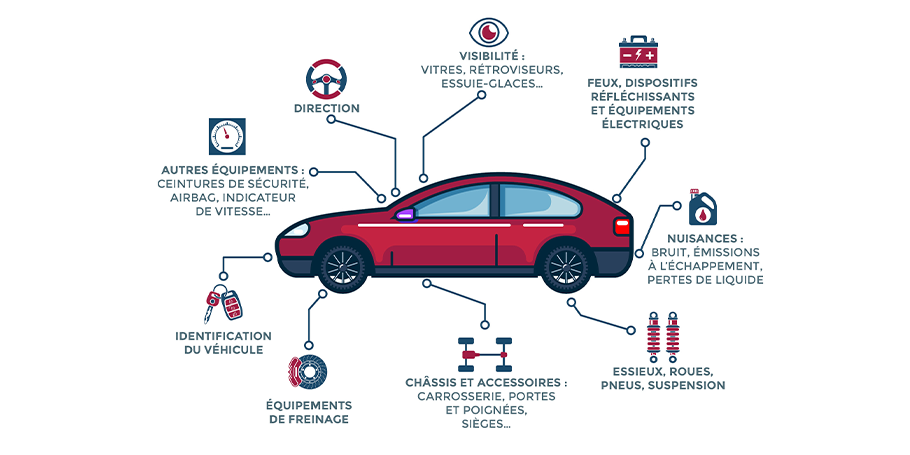 VISIBILITÉ :
VITRES, RÉTROVISEURS,
ESSUIE-GLACES...
FEUX, DISPOSITIFS
RÉFLÉCHISSANTS
ET ÉQUIPEMENTS
ÉLECTRIQUES
DIRECTION
AUTRES ÉQUIPEMENTS :
CEINTURES DE SÉCURITÉ,
AIRBAG, INDICATEUR
DE VITESSE...
NUISANCES :
BRUIT, ÉMISSIONS
À L'ÉCHAPPEMENT,
PERTES DE LIQUIDE
IDENTIFICATION
DU VÉHICULE
ÉQUIPEMENTS
DE FREINAGE
CHÂSSIS ET ACCESSOIRES :
CARROSSERIE, PORTES
ET POIGNÉES,
SIÈGES...
ESSIEUX, ROUES,
PNEUS, SUSPENSION